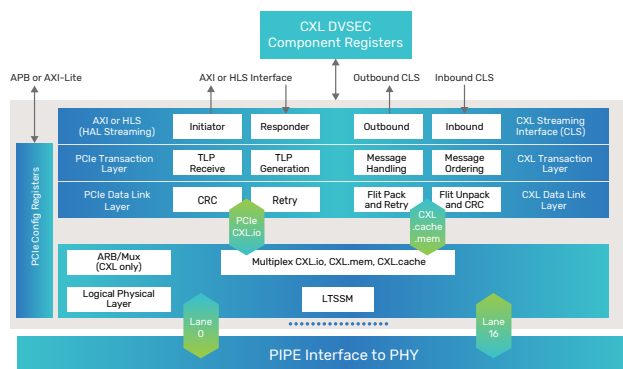 CXL DVSEC
Component Registers
APB or AXI-Lite
AXI or HLS Interface
Outbound CLS
Inbound CLS
AXI or HLS
(HAL Streaming)
Initiator
Responder
Outbound
Inbound
CXL Streaming
Interface (CLS)
PCIe Transaction
Layer
TLP
Receive
TLP
Generation
Message
Handling
Message
Ordering
CXL Transaction
Layer
PCIe Data Link
Layer
CRC
Retry
Flit Pack
and Retry
Flit Unpack
and CRC
CXL Data Link
Layer
PCIe Config Registers
PCIe
CXL.io
CXL
.cache
.mem
ARB/Mux
(CXL only)
Multiplex CXL.io, CXL.mem, CXL.cache
Logical Physical
Layer
LTSSM
Lane
0
Lane
16
PIPE Interface to PHY